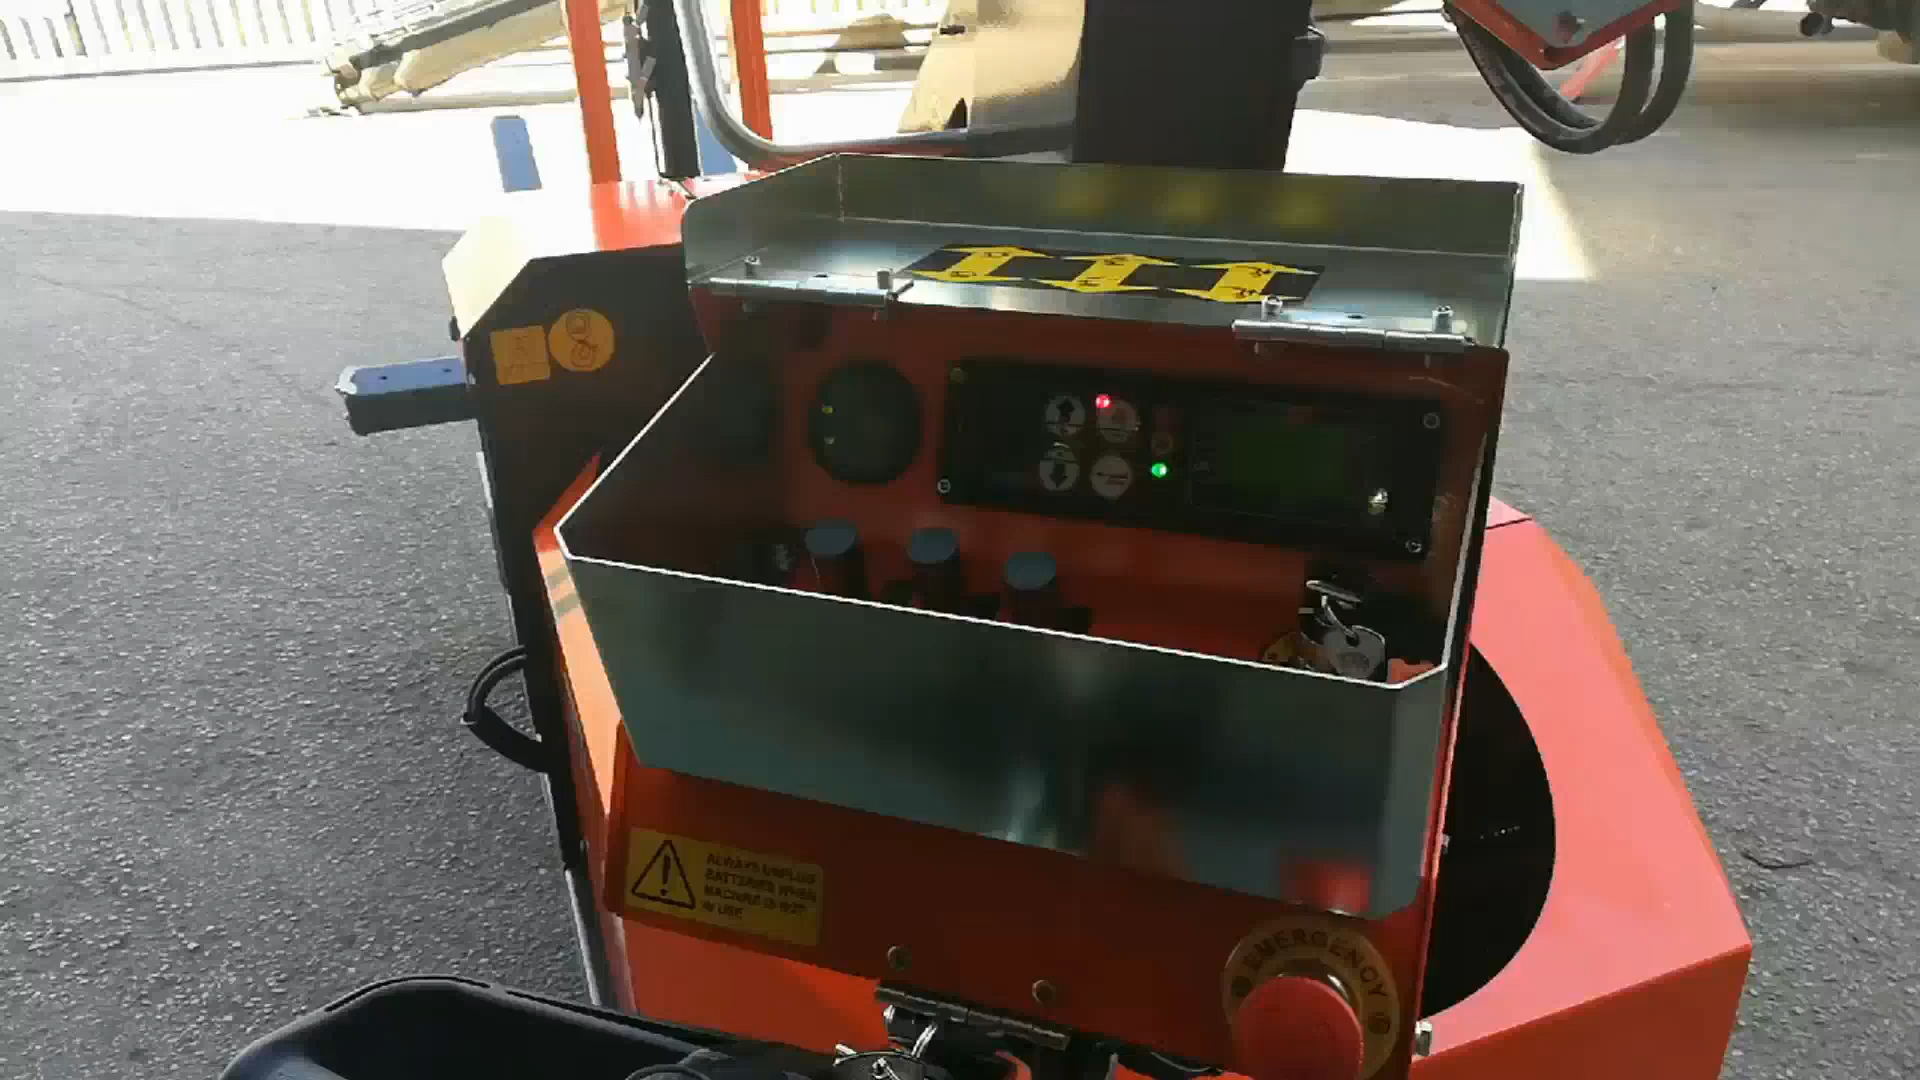 ALWAYS UNPLUG
BATTERIES WHEN
MACHINE IS NOT
IN USE
EMERGENCY